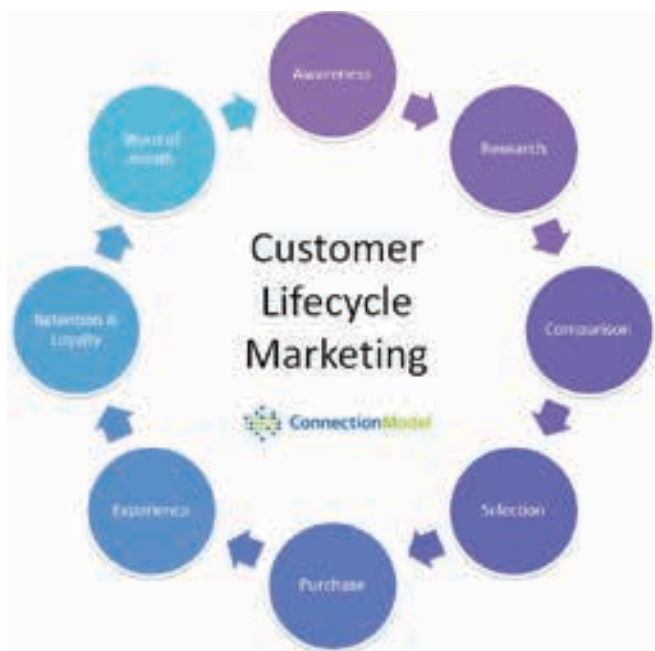 Customer
Lifecycle
Marketing
ConnectionModel
Awareness
Research
Comparison
Selection
Purchase
Experience
Retention &
Loyalty
Word of
mouth